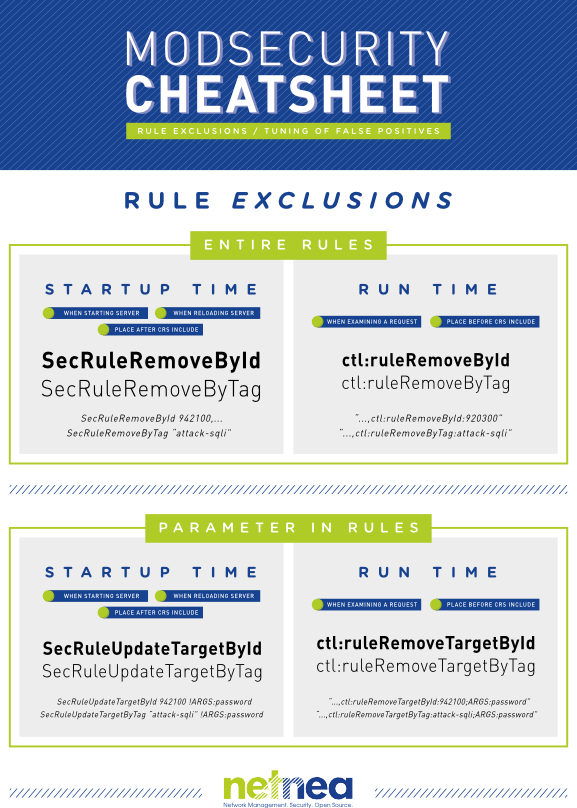 MODSECURITY
CHEATSHEET
RULE EXCLUSIONS / TUNING OF FALSE POSITIVES
RULE EXCLUSIONS
ENTIRE RULES
STARTUP TIME
WHEN STARTING SERVER
WHEN RELOADING SERVER
PLACE AFTER CRS INCLUDE
SecRuleRemoveById
SecRuleRemoveByTag
SecRuleRemoveById 942100,...
SecRuleRemoveByTag "attack-sqli"
RUN TIME
WHEN EXAMINING A REQUEST
PLACE BEFORE CRS INCLUDE
ctl:ruleRemoveById
ctl:ruleRemoveByTag
"...,ctl:ruleRemoveById:920300"
"...,ctl:ruleRemoveByTag:attack-sqli"
PARAMETER IN RULES
STARTUP TIME
WHEN STARTING SERVER
WHEN RELOADING SERVER
PLACE AFTER CRS INCLUDE
SecRuleUpdateTargetById
SecRuleUpdateTargetByTag
SecRuleUpdateTargetById 942100 !ARGS:password
SecRuleUpdateTargetByTag "attack-sqli" !ARGS:password
RUN TIME
WHEN EXAMINING A REQUEST
PLACE BEFORE CRS INCLUDE
ctl:ruleRemoveTargetById
ctl:ruleRemoveTargetByTag
"...,ctl:ruleRemoveTargetById:942100;ARGS:password"
"...,ctl:ruleRemoveTargetByTag:attack-sqli;ARGS:password"
netnea
Network Management. Security. Open Source.